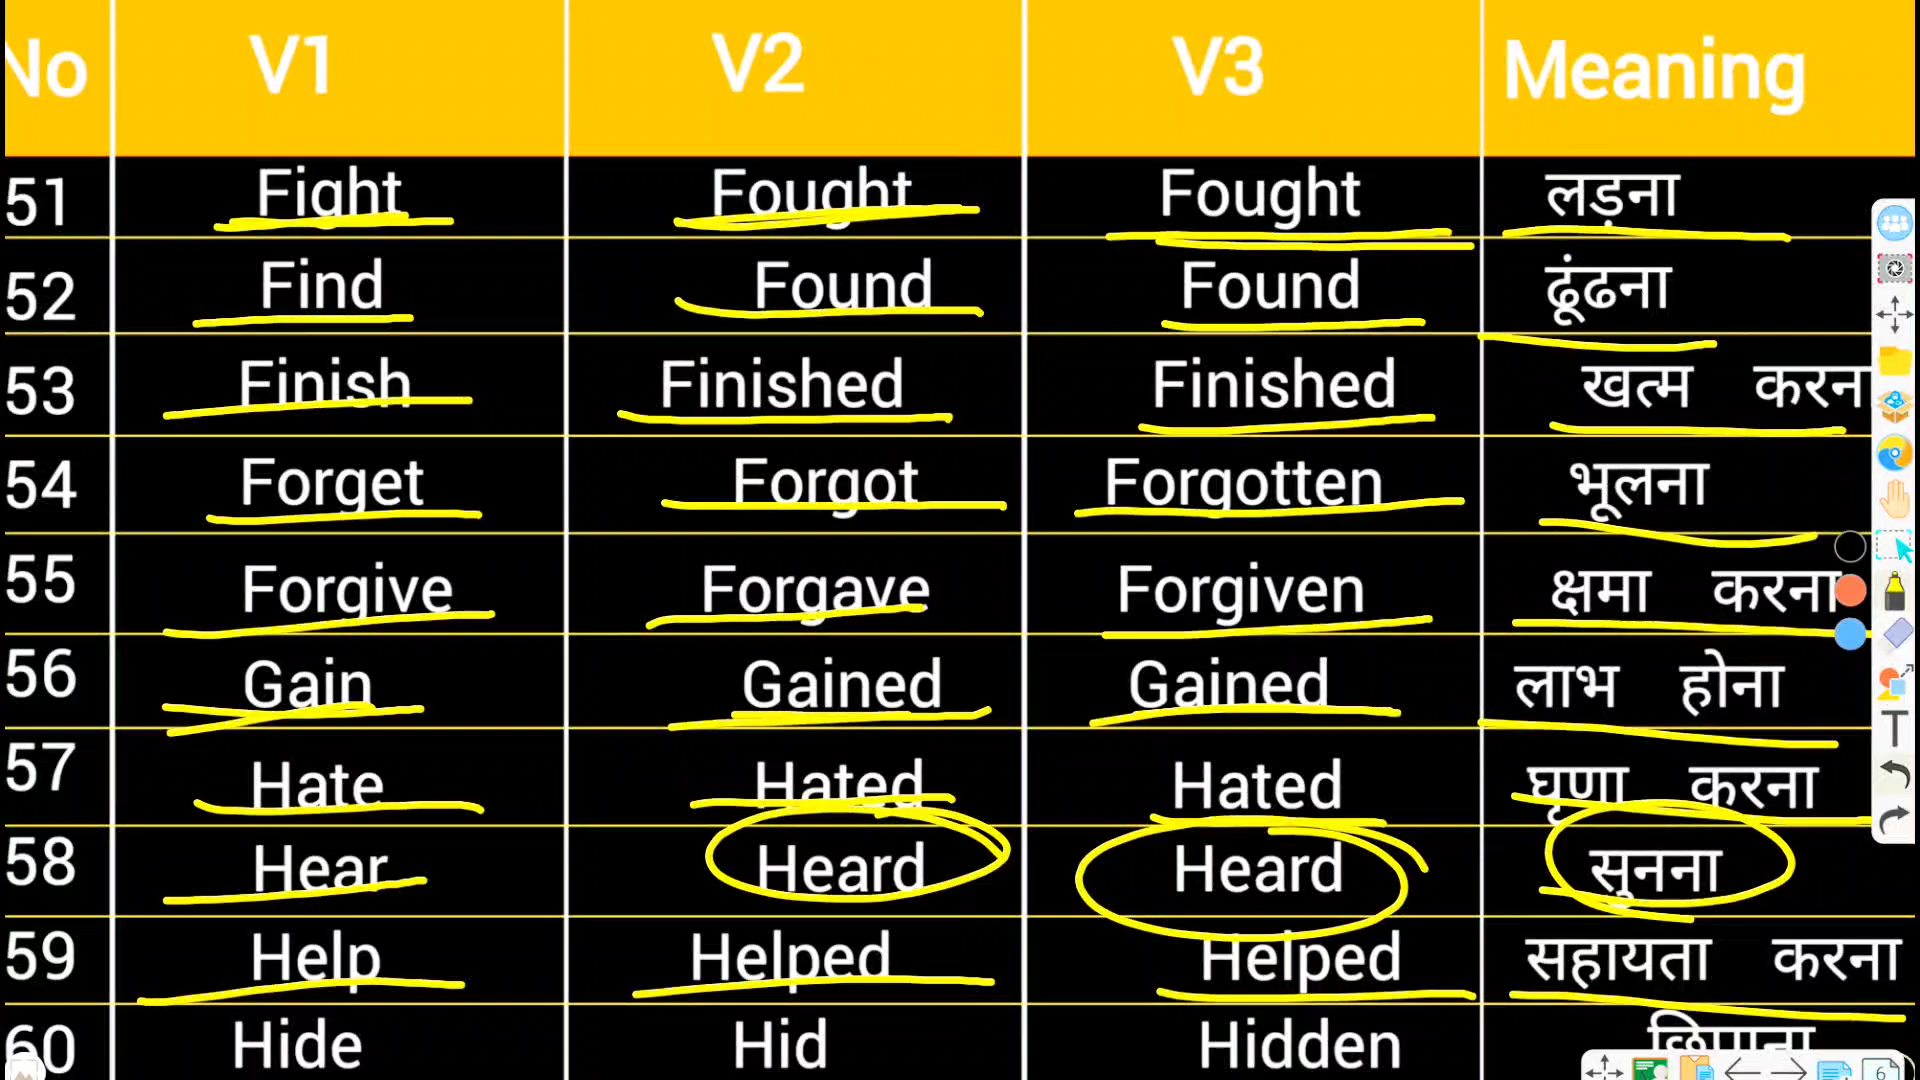 No V1 V2 V3 Meaning
51 Fight Fought Fought लड़ना
52 Find Found Found ढूंढना
53 Finish Finished Finished खत्म करना
54 Forget Forgot Forgotten भूलना
55 Forgive Forgave Forgiven क्षमा करना
56 Gain Gained Gained लाभ होना
57 Hate Hated Hated घृणा करना
58 Hear Heard Heard सुनना
59 Help Helped Helped सहायता करना
60 Hide Hid Hidden छिपाना
T
6